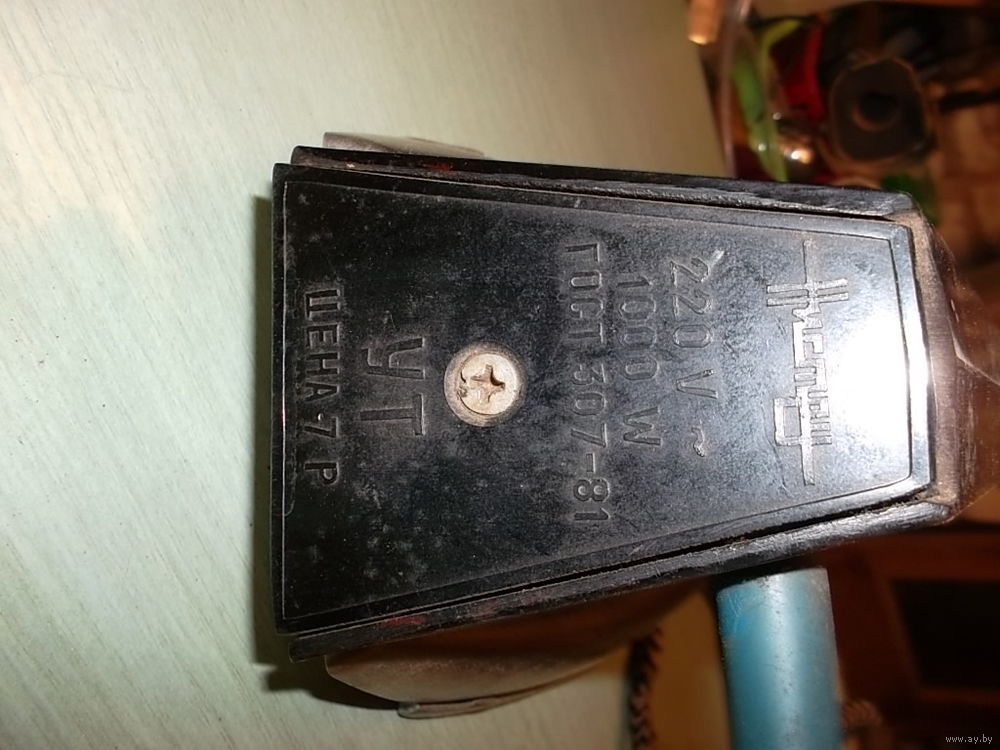 220 V ~
1000 W
ГОСТ 307-81
УТ
ЦЕНА-7 Р
www.ay.by